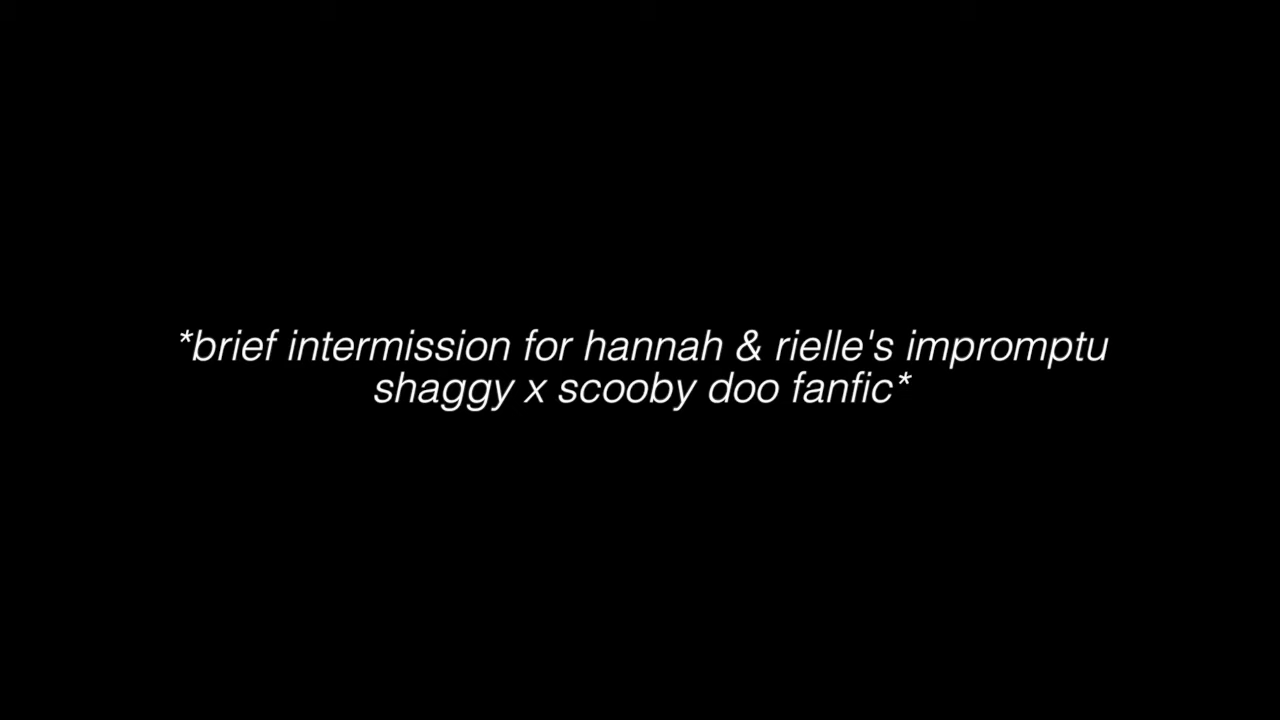 *brief intermission for hannah & rielle's impromptu
shaggy x scooby doo fanfic*